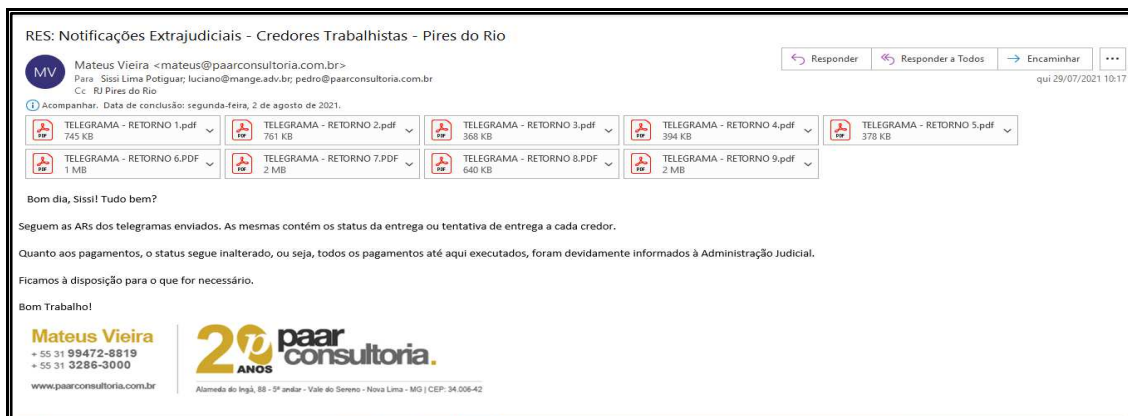 RES: Notificações Extrajudiciais - Credores Trabalhistas - Pires do Rio
Responder
Responder a Todos
Encaminhar
MV
Mateus Vieira <mateus@paarconsultoria.com.br>
Para Sissi Lima Potiguar; luciano@mange.adv.br; pedro@paarconsultoria.com.br
Cc RJ Pires do Rio
qui 29/07/2021 10:17
Acompanhar. Data de conclusão: segunda-feira, 2 de agosto de 2021.
TELEGRAMA - RETORNO 1.pdf
745 KB
TELEGRAMA - RETORNO 2.pdf
761 KB
TELEGRAMA - RETORNO 3.pdf
368 KB
TELEGRAMA - RETORNO 4.pdf
394 KB
TELEGRAMA - RETORNO 5.pdf
378 KB
TELEGRAMA - RETORNO 6.PDF
1 MB
TELEGRAMA - RETORNO 7.PDF
2 MB
TELEGRAMA - RETORNO 8.PDF
640 KB
TELEGRAMA - RETORNO 9.pdf
2 MB
Bom dia, Sissi! Tudo bem?
Seguem as ARs dos telegramas enviados. As mesmas contém os status da entrega ou tentativa de entrega a cada credor.
Quanto aos pagamentos, o status segue inalterado, ou seja, todos os pagamentos até aqui executados, foram devidamente informados à Administração Judicial.
Ficamos à disposição para o que for necessário.
Bom Trabalho!
Mateus Vieira
+ 55 31 99472-8819
+ 55 31 3286-3000
www.paarconsultoria.com.br
20 ANOS
paar consultoria.
Alameda do Ingá, 88 - 5º andar - Vale do Sereno - Nova Lima - MG | CEP: 34.006-42